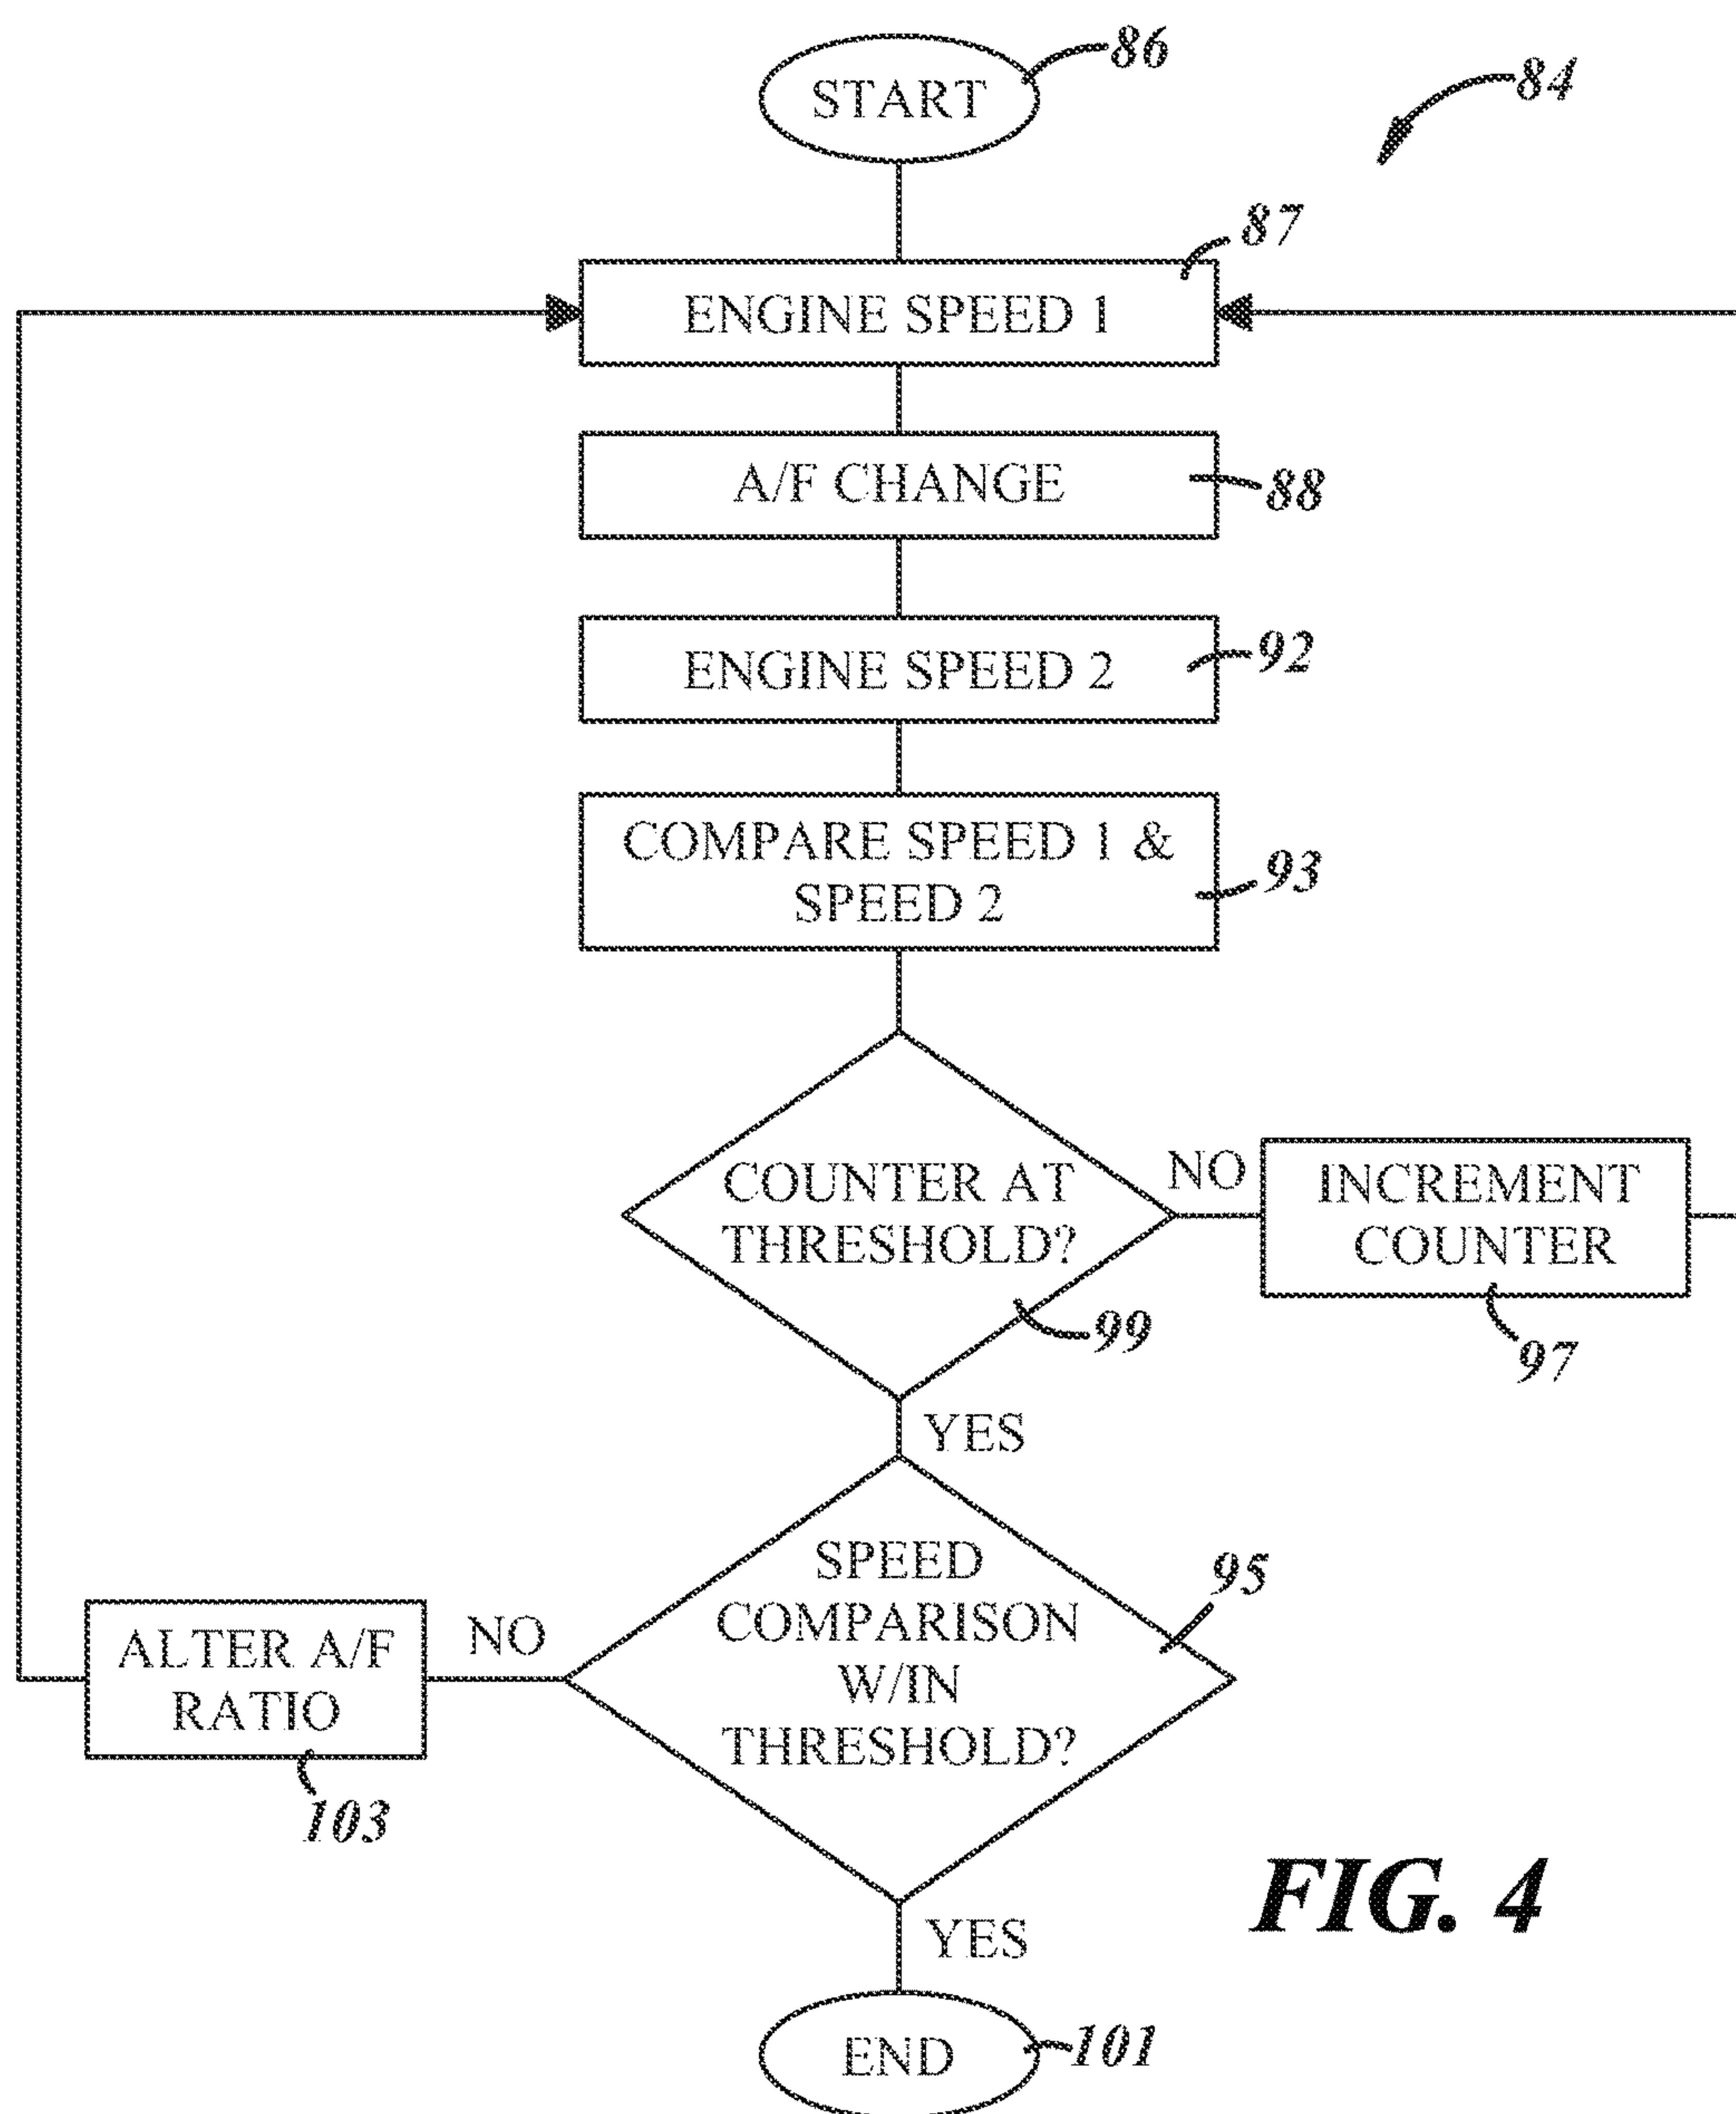 START
86
84
87
ENGINE SPEED 1
A/F CHANGE
88
ENGINE SPEED 2
92
COMPARE SPEED 1 &
SPEED 2
93
COUNTER AT
THRESHOLD?
99
NO
INCREMENT
COUNTER
97
YES
SPEED
COMPARISON
W/IN
THRESHOLD?
95
NO
ALTER A/F
RATIO
103
YES
END
101
FIG. 4